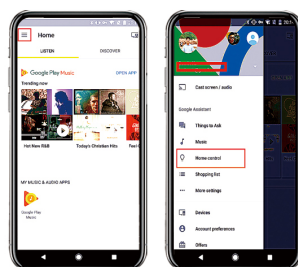 Home
LISTEN
DISCOVER
Google Play Music
OPEN APP
Trending now
Hot New R&B
Today's Christian Hits
Feel
MY MUSIC & AUDIO APPS
Google Play
Music
Cast screen / audio
Google Assistant
Things to Ask
Music
Home control
Shopping list
More settings
Devices
Account preferences
Offers